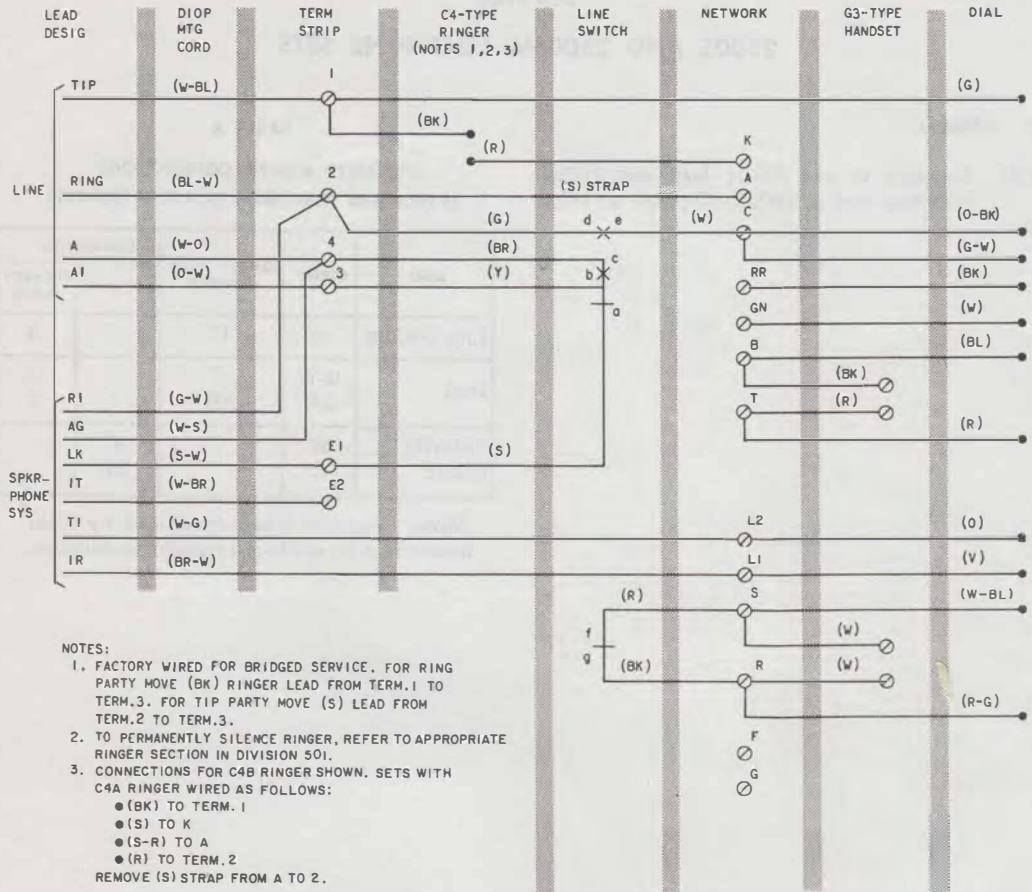 LEAD DESIG
DIOP MTG CORD
TERM STRIP
C4-TYPE RINGER (NOTES 1,2,3)
LINE SWITCH
NETWORK
G3-TYPE HANDSET
DIAL
TIP (W-BL) 1 (G)
(BK)
(R) K
A
LINE
RING (BL-W) 2 (S) STRAP
C
(G) d e (W) (O-BK)
A (W-O) 4 (BR) c (G-W)
A1 (O-W) 3 (Y) b RR (BK)
a
GN (W)
B (BL)
(BK)
R1 (G-W) T (R)
AG (W-S) (R)
LK (S-W) E1 (S)
SPKR-PHONE SYS
IT (W-BR) E2
T1 (W-G) L2 (O)
IR (BR-W) L1 (V)
(R) S (W-BL)
f (W)
g (BK) R (W)
(R-G)
F
G
NOTES:
1. FACTORY WIRED FOR BRIDGED SERVICE. FOR RING
PARTY MOVE (BK) RINGER LEAD FROM TERM. 1 TO
TERM. 3. FOR TIP PARTY MOVE (S) LEAD FROM
TERM. 2 TO TERM. 3.
2. TO PERMANENTLY SILENCE RINGER, REFER TO APPROPRIATE
RINGER SECTION IN DIVISION 501.
3. CONNECTIONS FOR C4B RINGER SHOWN. SETS WITH
C4A RINGER WIRED AS FOLLOWS:
● (BK) TO TERM. 1
● (S) TO K
● (S-R) TO A
● (R) TO TERM. 2
REMOVE (S) STRAP FROM A TO 2.